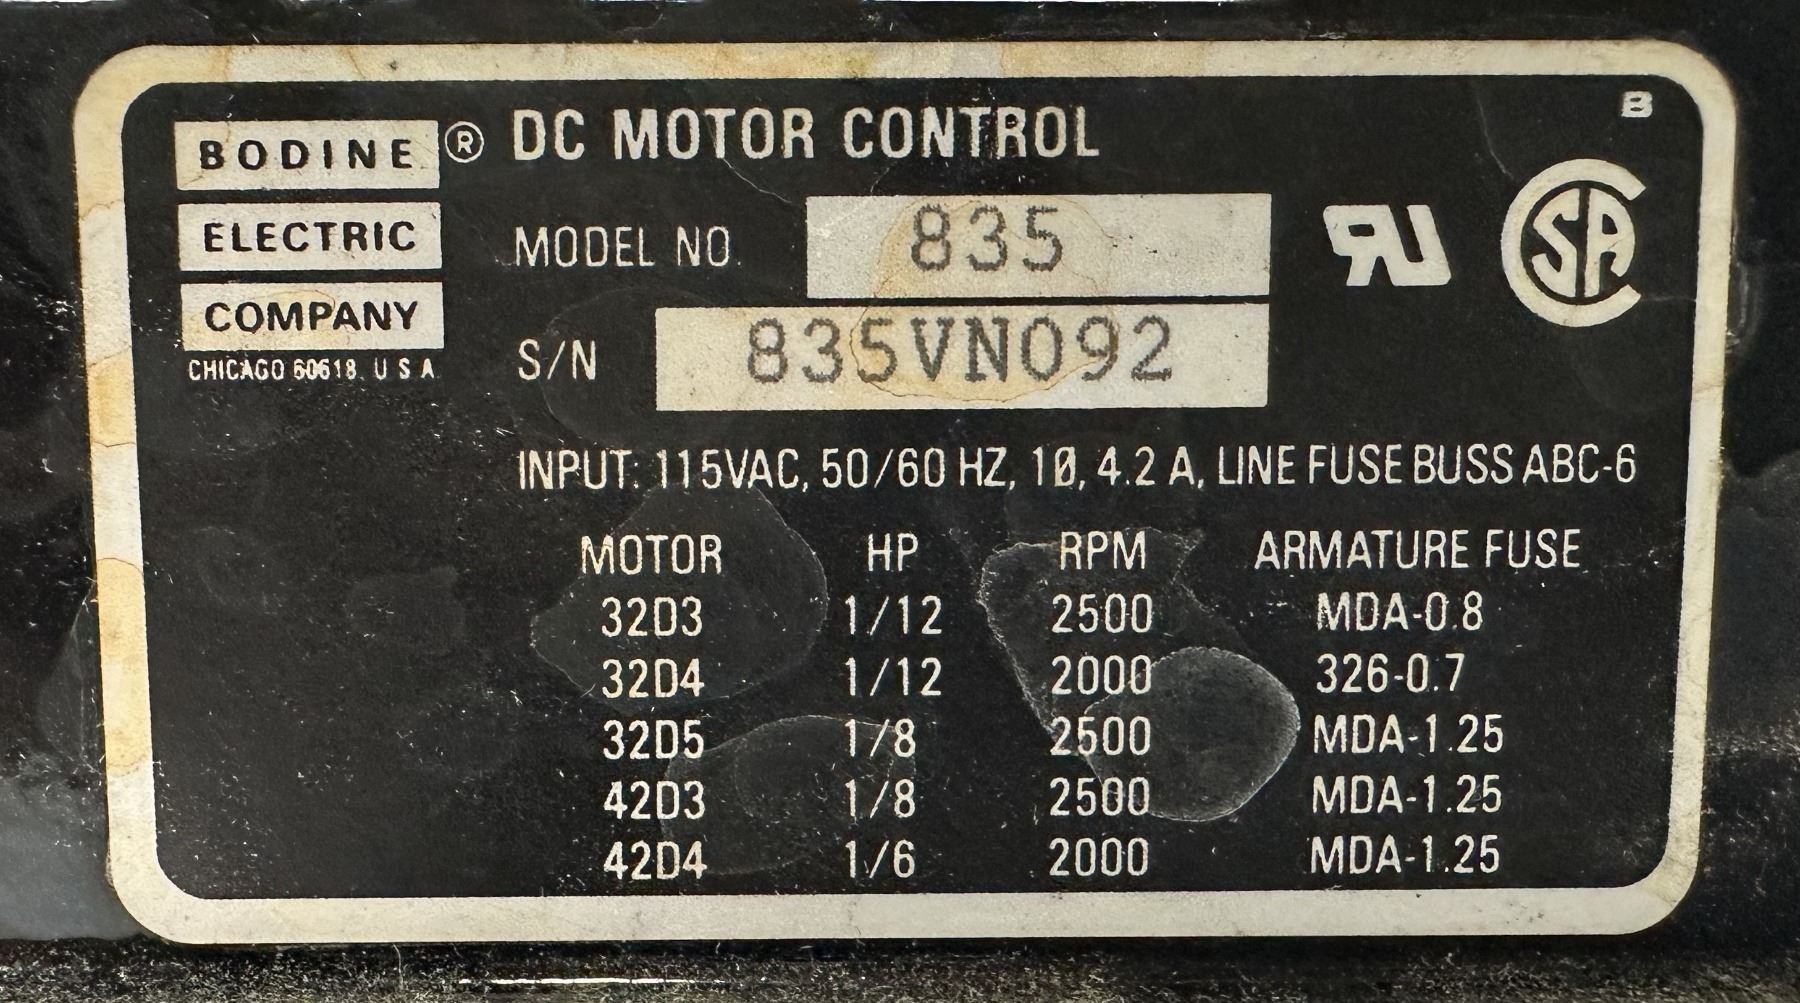 B
BODINE ® DC MOTOR CONTROL
ELECTRIC
COMPANY
CHICAGO 60618, U S A
MODEL NO. 835
S/N 835VN092
INPUT: 115VAC, 50/60 HZ, 1Ø, 4.2 A, LINE FUSE BUSS ABC-6
MOTOR HP RPM ARMATURE FUSE
32D3 1/12 2500 MDA-0.8
32D4 1/12 2000 326-0.7
32D5 1/8 2500 MDA-1.25
42D3 1/8 2500 MDA-1.25
42D4 1/6 2000 MDA-1.25
RU
CSA